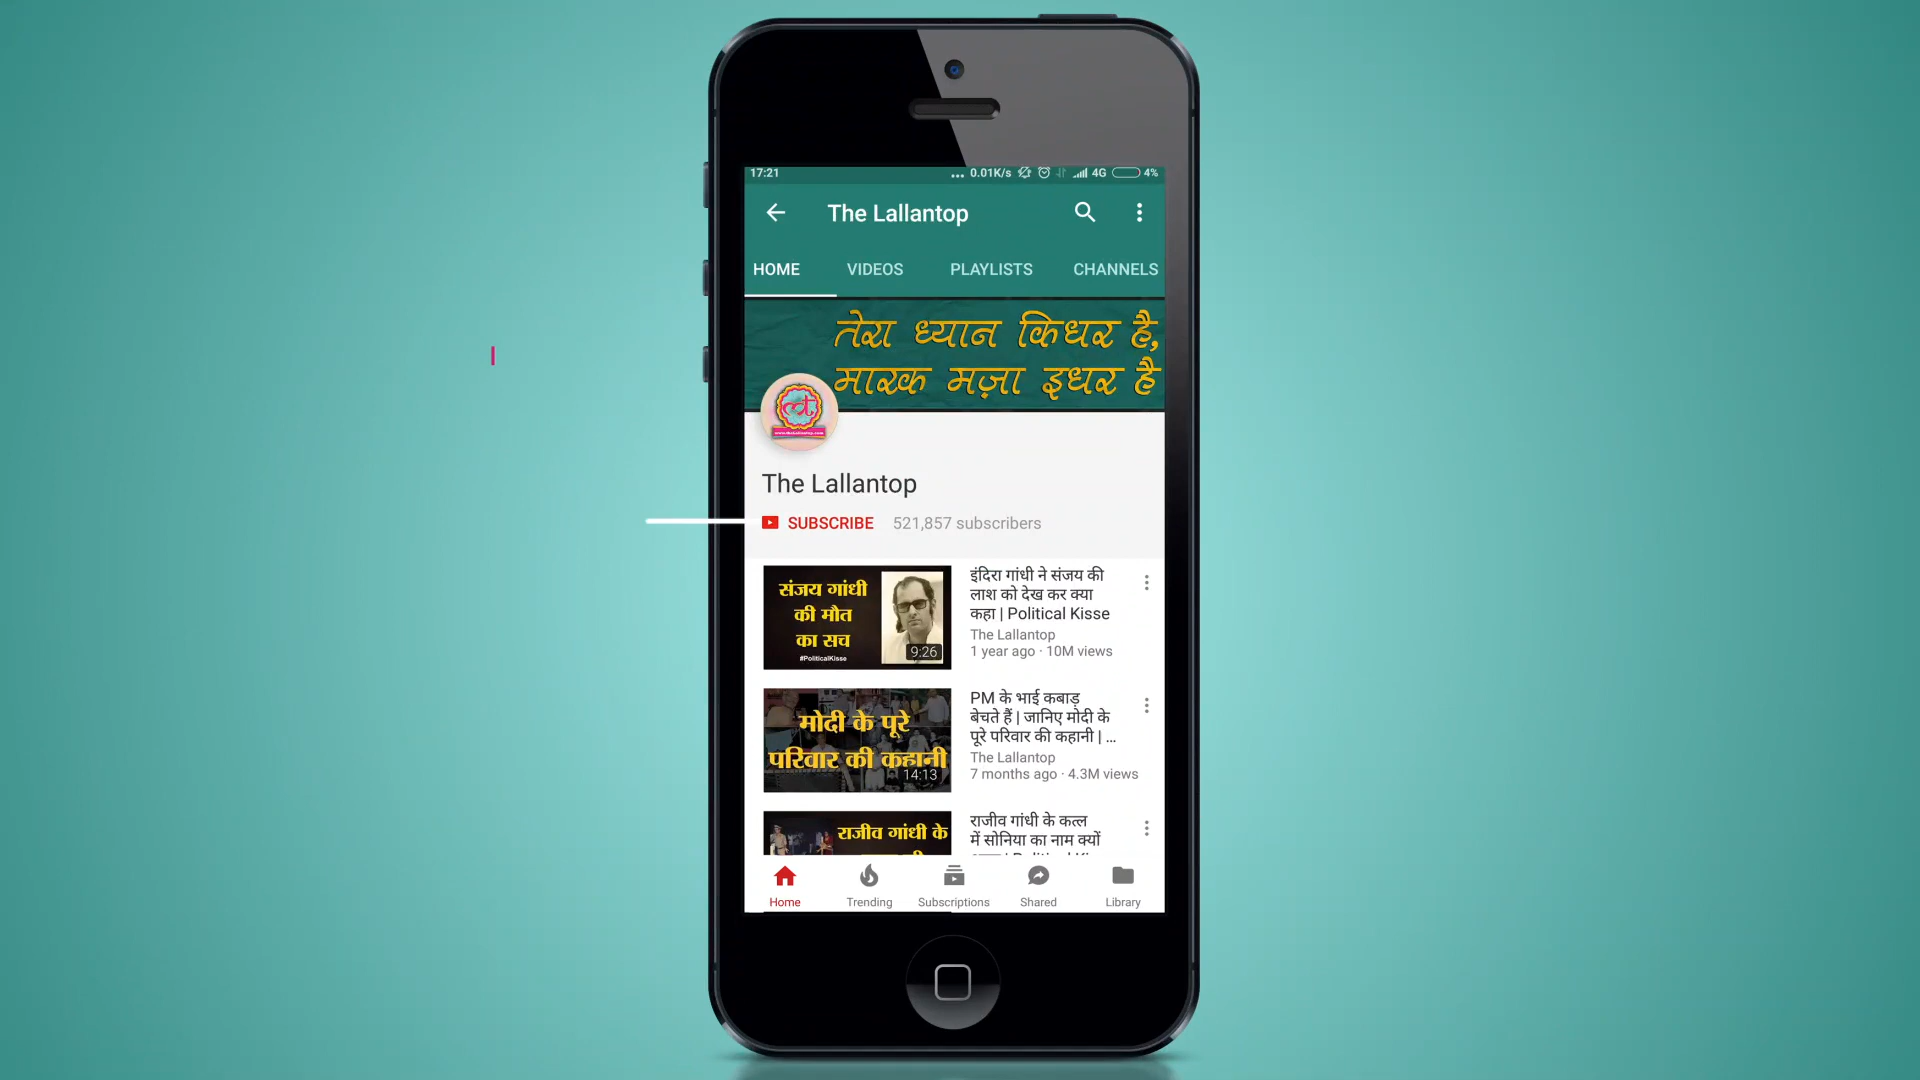 17:21
... 0.01K/s 4G 4%
The Lallantop
HOME VIDEOS PLAYLISTS CHANNELS
तेरा ध्यान किधर है,
मारक मज़ा इधर है
The Lallantop
SUBSCRIBE 521,857 subscribers
संजय गांधी
की मौत
का सच
#PoliticalKisse
9:26
इंदिरा गांधी ने संजय की
लाश को देख कर क्या
कहा | Political Kisse
The Lallantop
1 year ago · 10M views
मोदी के पूरे
परिवार की कहानी
14:13
PM के भाई कबाड़
बेचते हैं | जानिए मोदी के
पूरे परिवार की कहानी | ...
The Lallantop
7 months ago · 4.3M views
राजीव गांधी के
राजीव गांधी के कत्ल
में सोनिया का नाम क्यों
Home Trending Subscriptions Shared Library